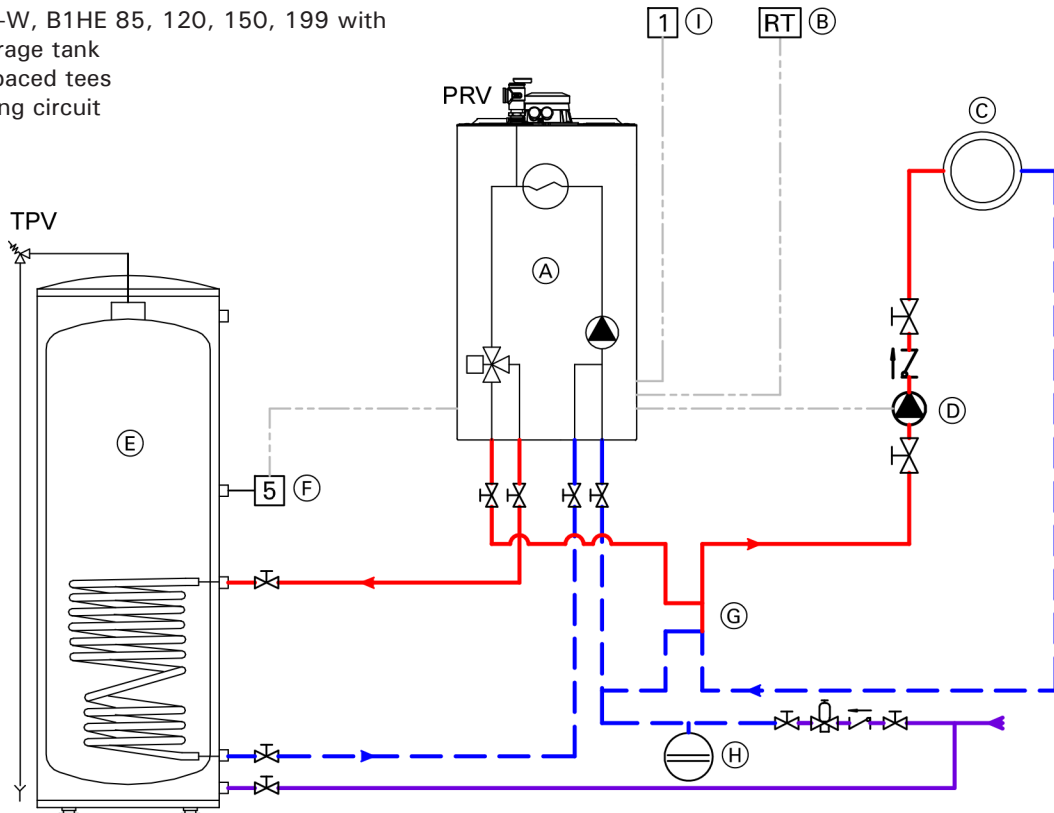 -W, B1HE 85, 120, 150, 199 with
rage tank
paced tees
ng circuit
1 I
RT B
PRV
C
TPV
A
D
E
5 F
G
H